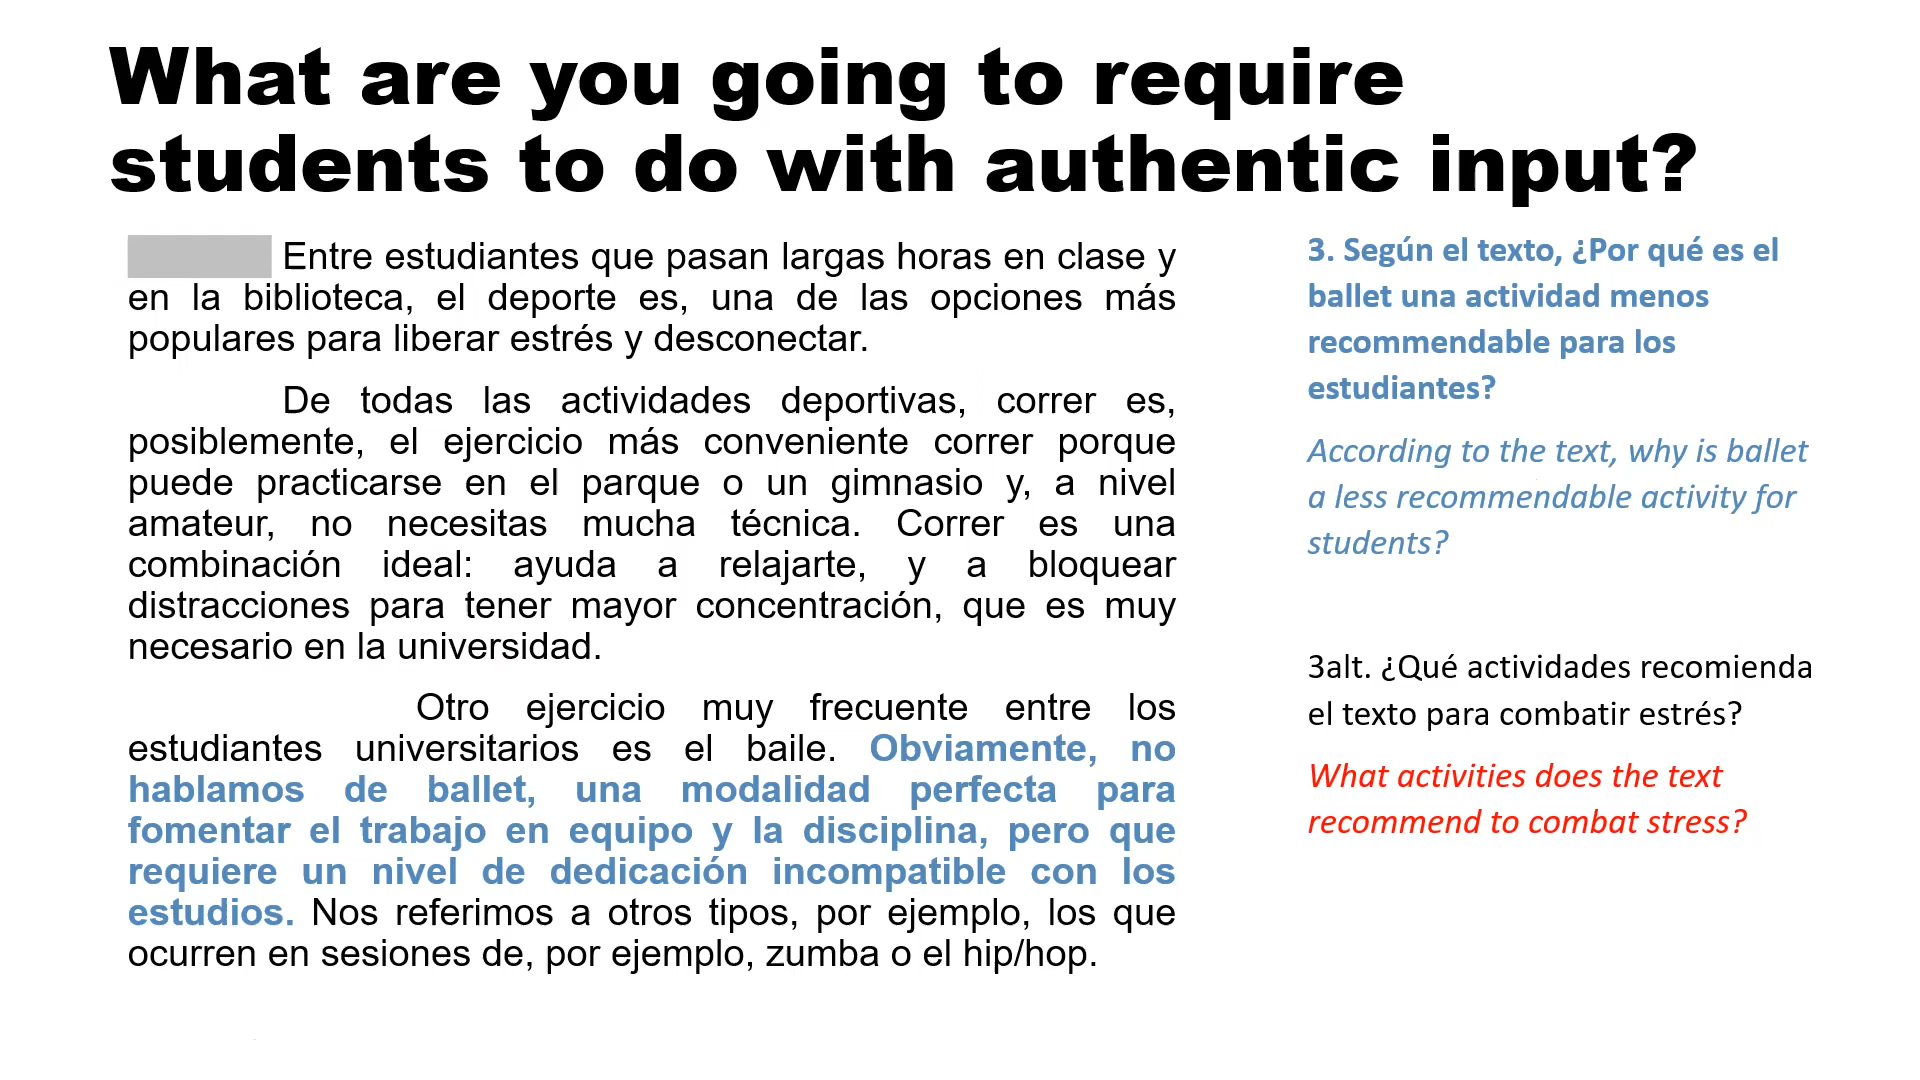 What are you going to require
students to do with authentic input?
Entre estudiantes que pasan largas horas en clase y
en la biblioteca, el deporte es, una de las opciones más
populares para liberar estrés y desconectar.
De todas las actividades deportivas, correr es,
posiblemente, el ejercicio más conveniente correr porque
puede practicarse en el parque o un gimnasio y, a nivel
amateur, no necesitas mucha técnica. Correr es una
combinación ideal: ayuda a relajarte, y a bloquear
distracciones para tener mayor concentración, que es muy
necesario en la universidad.
Otro ejercicio muy frecuente entre los
estudiantes universitarios es el baile. Obviamente, no
hablamos de ballet, una modalidad perfecta para
fomentar el trabajo en equipo y la disciplina, pero que
requiere un nivel de dedicación incompatible con los
estudios. Nos referimos a otros tipos, por ejemplo, los que
ocurren en sesiones de, por ejemplo, zumba o el hip/hop.
3. Según el texto, ¿Por qué es el
ballet una actividad menos
recommendable para los
estudiantes?
According to the text, why is ballet
a less recommendable activity for
students?
3alt. ¿Qué actividades recomienda
el texto para combatir estrés?
What activities does the text
recommend to combat stress?